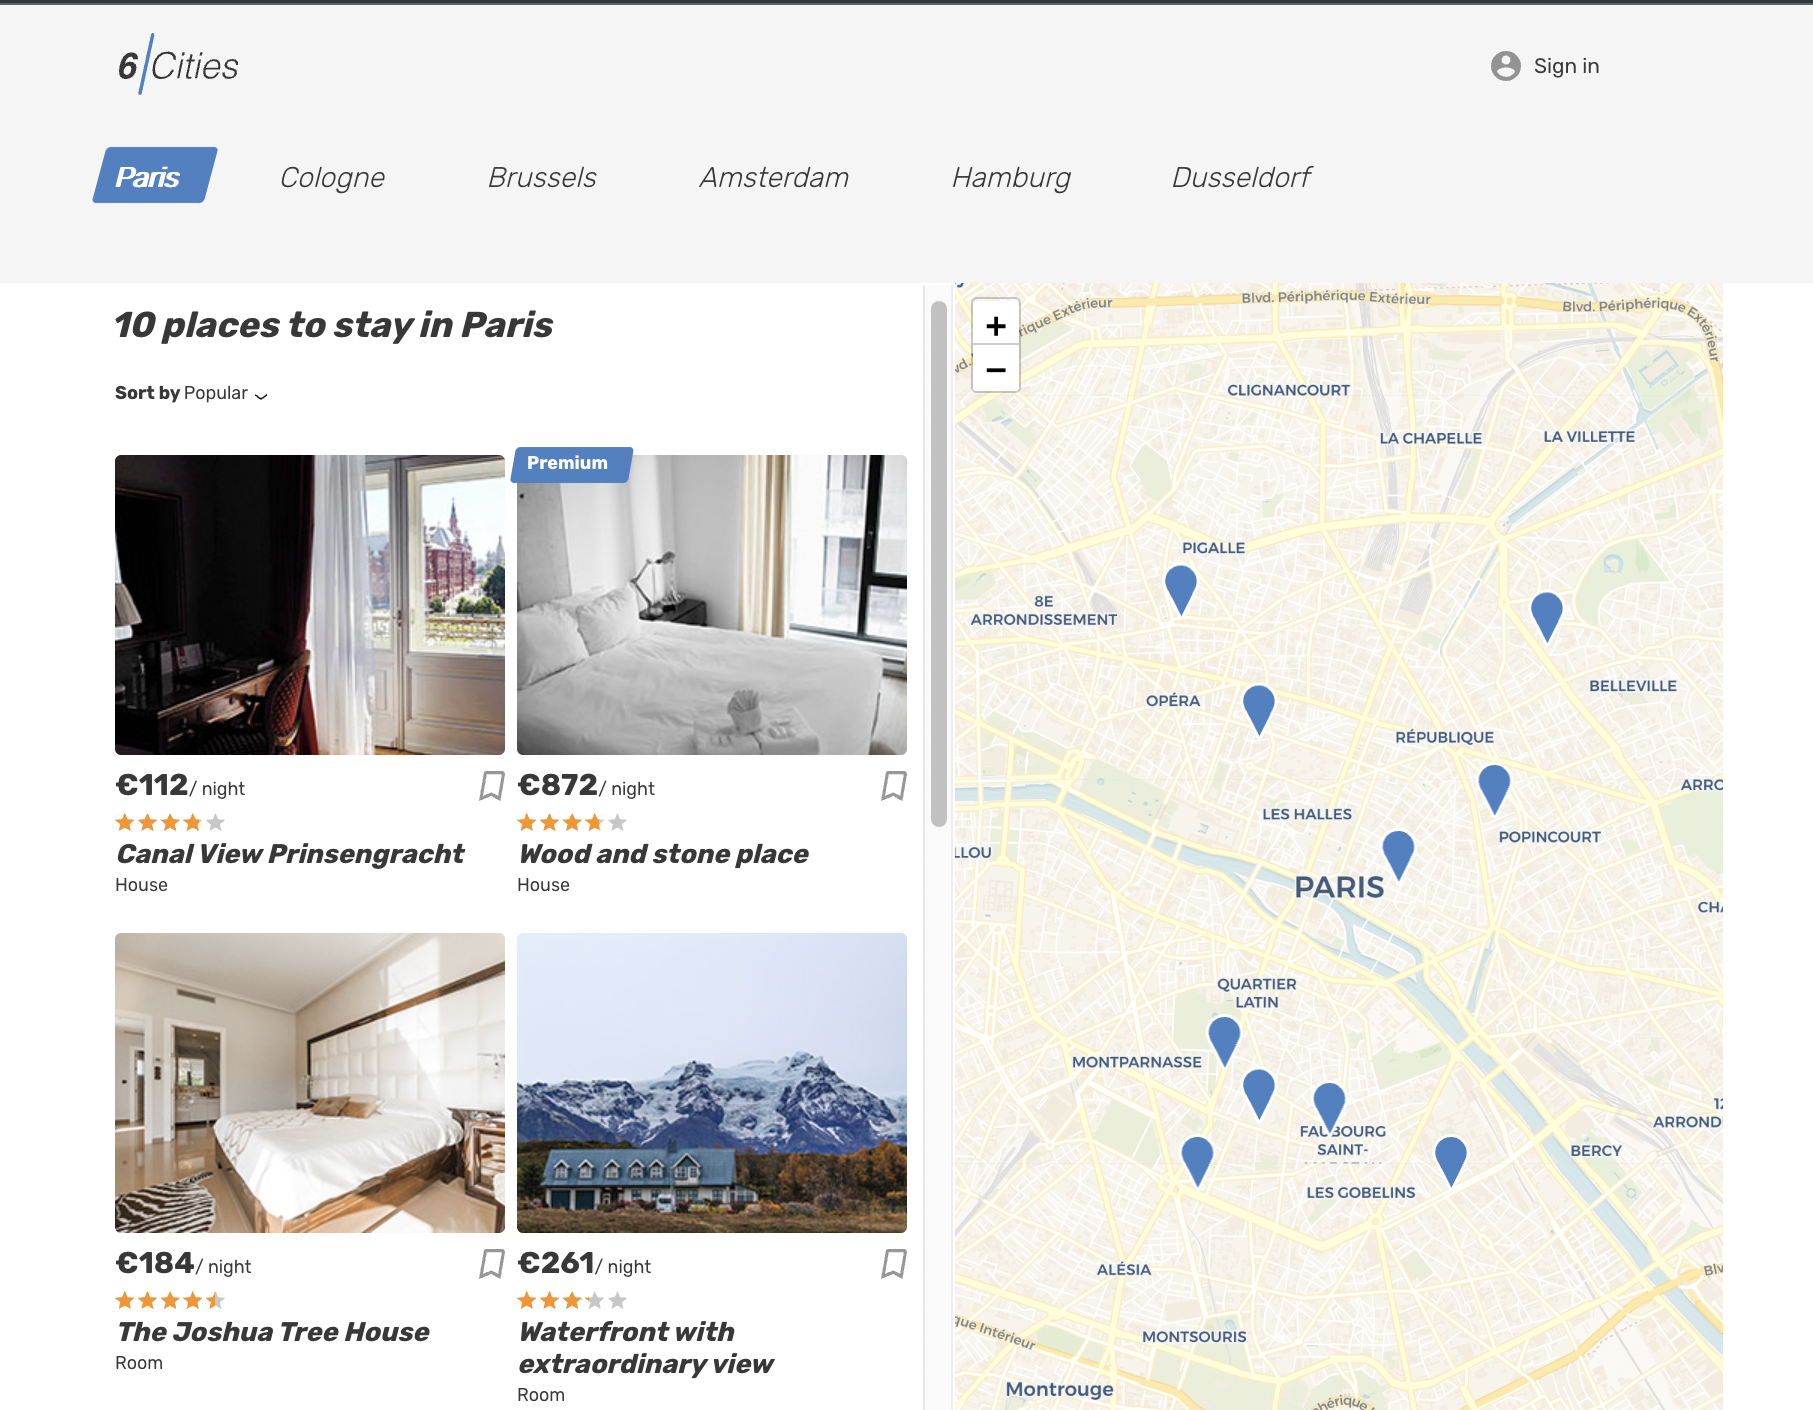 6 Cities
Sign in
Paris
Cologne
Brussels
Amsterdam
Hamburg
Dusseldorf
10 places to stay in Paris
Sort by Popular
€112/ night
Canal View Prinsengracht
House
Premium
€872/ night
Wood and stone place
House
€184/ night
The Joshua Tree House
Room
€261/ night
Waterfront with
extraordinary view
Room
+
−
Blvd. Périphérique Extérieur
Blvd. Périphérique Extérieur
rique Extérieur
CLIGNANCOURT
LA CHAPELLE
LA VILLETTE
PIGALLE
8E
ARRONDISSEMENT
BELLEVILLE
OPÉRA
RÉPUBLIQUE
ARRO
LES HALLES
POPINCOURT
LLOU
PARIS
CHA
QUARTIER
LATIN
MONTPARNASSE
12
ARROND
FAUBOURG
SAINT-
BERCY
LES GOBELINS
ALÉSIA
Blv
que Intérieur
MONTSOURIS
Montrouge
phérique